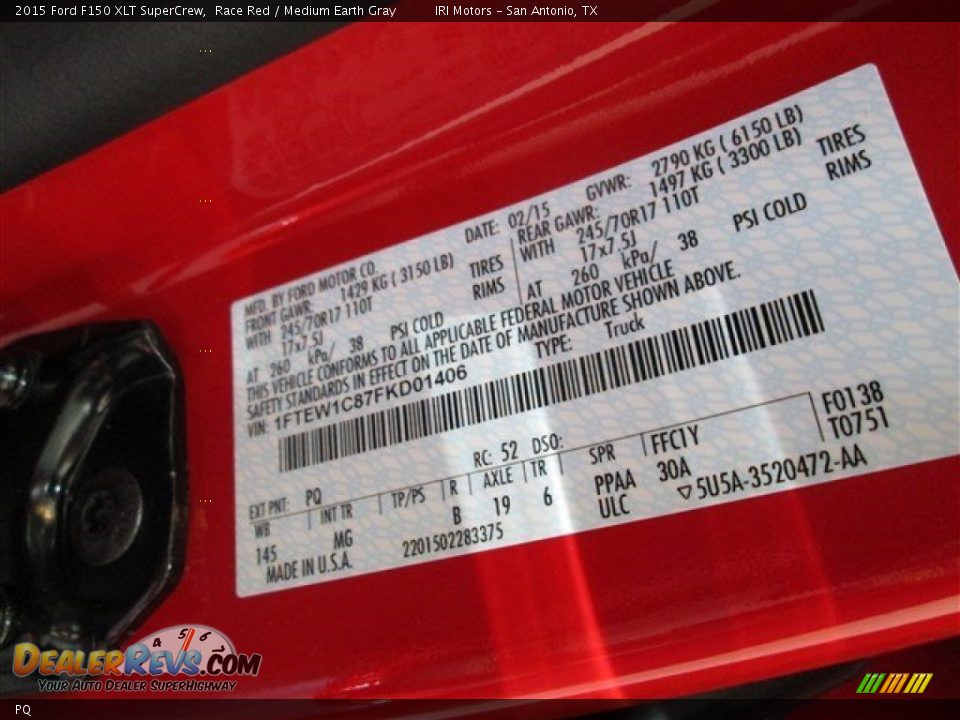 2015 Ford F150 XLT SuperCrew, Race Red / Medium Earth Gray IRI Motors - San Antonio, TX
MFD. BY FORD MOTOR CO. DATE: 02/15 GVWR: 2790 KG ( 6150 LB)
FRONT GAWR: 1429 KG ( 3150 LB) REAR GAWR: 1497 KG ( 3300 LB)
WITH 245/70R17 110T TIRES WITH 245/70R17 110T TIRES
17x7.5J RIMS 17x7.5J RIMS
AT 260 kPa/ 38 PSI COLD AT 260 kPa/ 38 PSI COLD
THIS VEHICLE CONFORMS TO ALL APPLICABLE FEDERAL MOTOR VEHICLE
SAFETY STANDARDS IN EFFECT ON THE DATE OF MANUFACTURE SHOWN ABOVE.
VIN: 1FTEW1C87FKD01406 TYPE: Truck
F0138
T0751
EXT PNT: PQ RC: 52 DSO:
WB INT TR TP/PS R AXLE TR SPR FFC1Y
145 MG B 19 6 PPAA 30A
ULC
MADE IN U.S.A. 2201502283375 5U5A-3520472-AA
4 5 6
DEALERREVS.COM
YOUR AUTO DEALER SUPERHIGHWAY
PQ